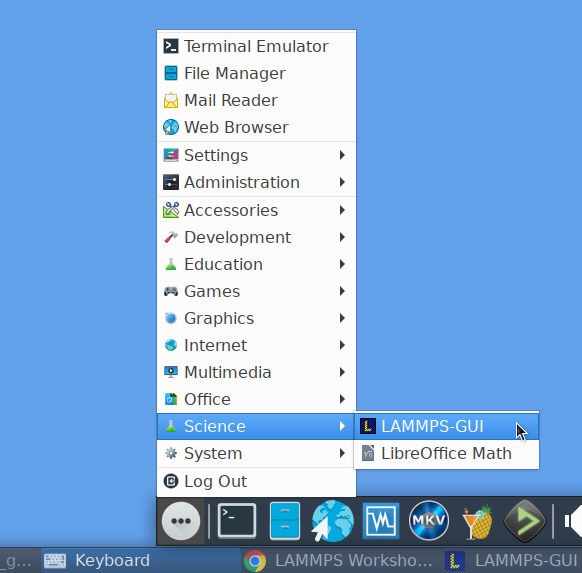 Terminal Emulator
File Manager
Mail Reader
Web Browser
Settings
Administration
Accessories
Development
Education
Games
Graphics
Internet
Multimedia
Office
Science
LAMMPS-GUI
System
LibreOffice Math
Log Out
>_
MKV
_g... Keyboard LAMMPS Worksho... L LAMMPS-GUI